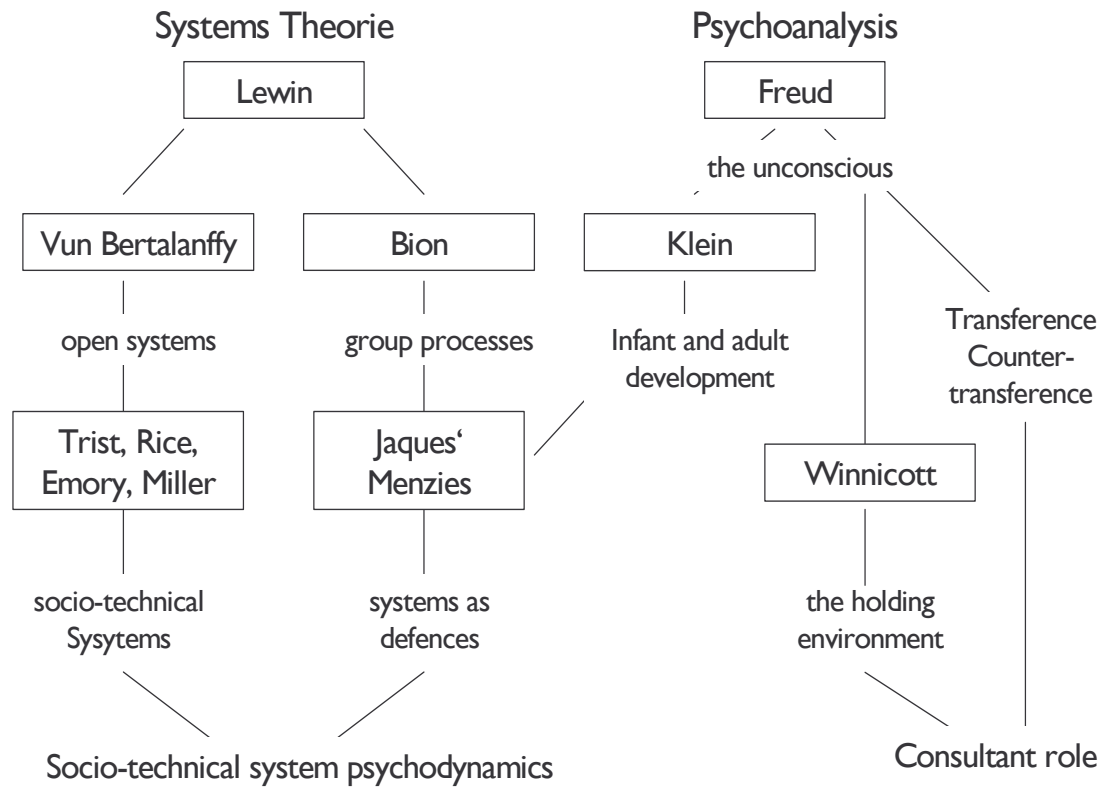 Systems Theorie
Psychoanalysis
Lewin
Freud
the unconscious
Vun Bertalanffy
Bion
Klein
open systems
group processes
Infant and adult
development
Transference
Counter-
transference
Trist, Rice,
Emory, Miller
Jaques‘
Menzies
Winnicott
socio-technical
Sysytems
systems as
defences
the holding
environment
Socio-technical system psychodynamics
Consultant role